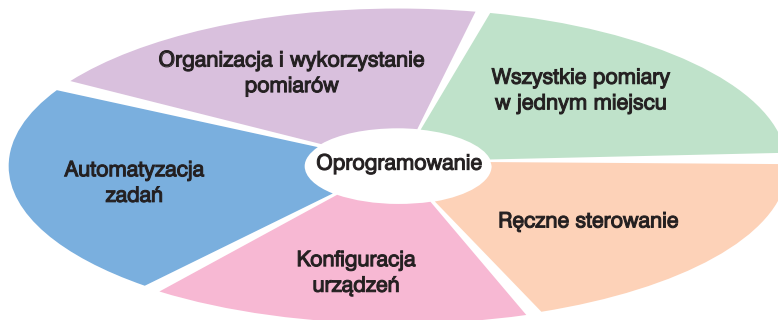 Organizacja i wykorzystanie
pomiarów
Wszystkie pomiary
w jednym miejscu
Automatyzacja
zadań
Oprogramowanie
Ręczne sterowanie
Konfiguracja
urządzeń